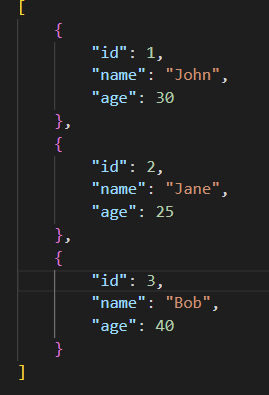 [
    {
        "id": 1,
        "name": "John",
        "age": 30
    },
    {
        "id": 2,
        "name": "Jane",
        "age": 25
    },
    {
        "id": 3,
        "name": "Bob",
        "age": 40
    }
]